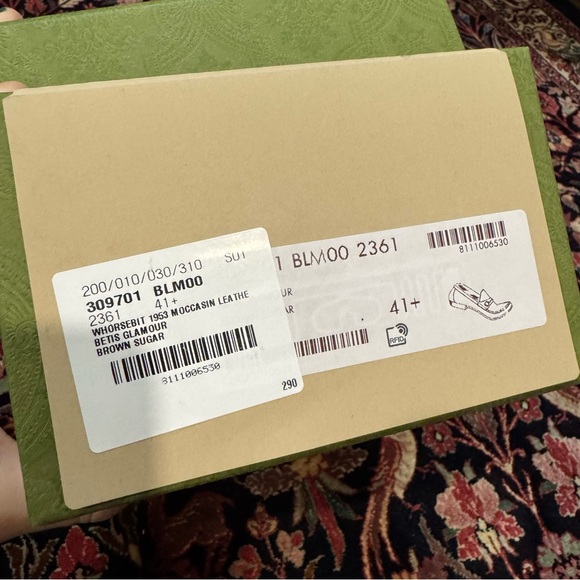 200/010/030/310 SUT
309701 BLM00
2361 41+
WHORSEBIT 1953 MOCCASIN LEATHE
BETIS GLAMOUR
BROWN SUGAR
8111006530
290
1 BLM00 2361
UR
AR
41+
RFID
8111006530